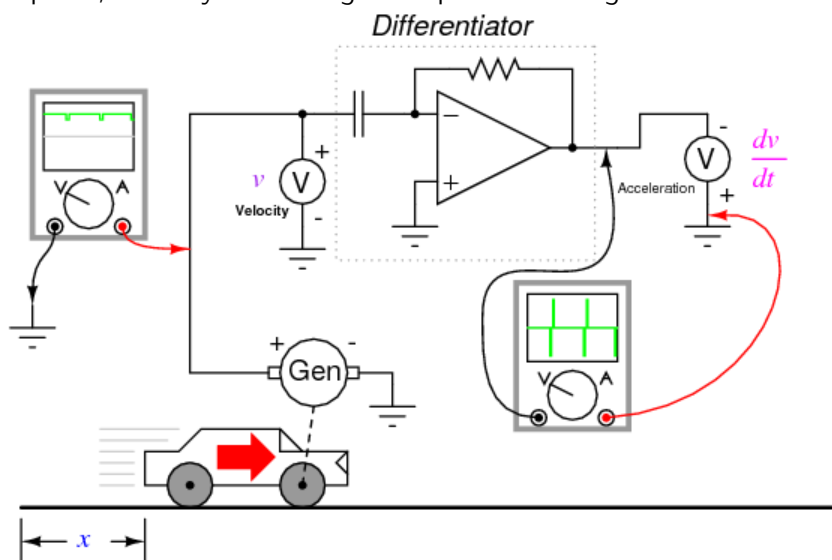 Differentiator
V A
+
v V
Velocity
-
-
+
Acceleration
-
V
+
dv
dt
V A
+ -
Gen
x